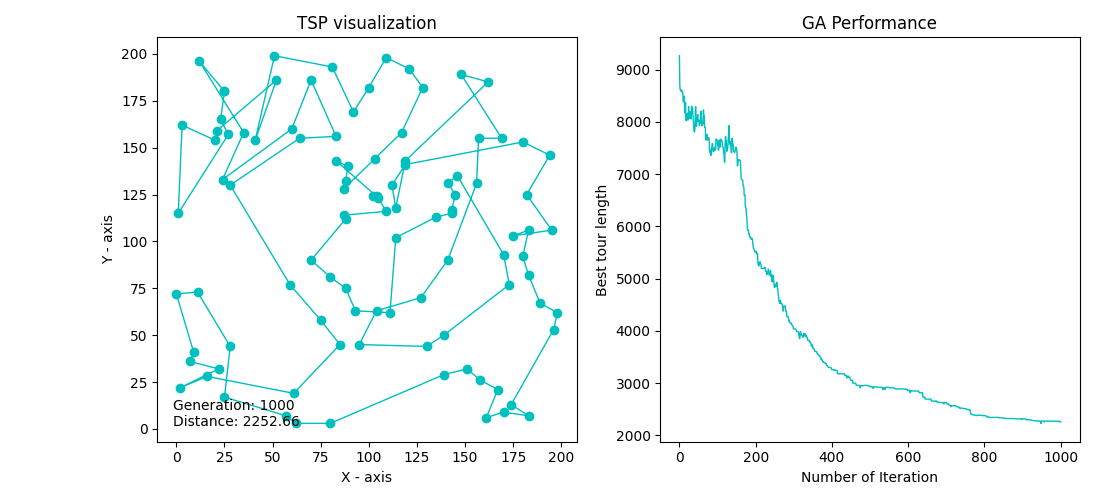 TSP visualization
200
175
150
125
100
75
50
25
0
Y - axis
Generation: 1000
Distance: 2252.66
0 25 50 75 100 125 150 175 200
X - axis
GA Performance
9000
8000
7000
6000
5000
4000
3000
2000
Best tour length
0 200 400 600 800 1000
Number of Iteration